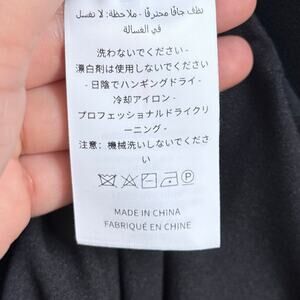 نظف جافًا محترفًا - ملاحظة: لا تغسل
في الغسالة
洗わないでください -
漂白剤は使用しないでください
- 日陰でハンギングドライ -
- 冷却アイロン -
プロフェッショナルドライクリ
ーニング -
注意：機械洗いしないでくださ
い
P
MADE IN CHINA
FABRIQUÉ EN CHINE